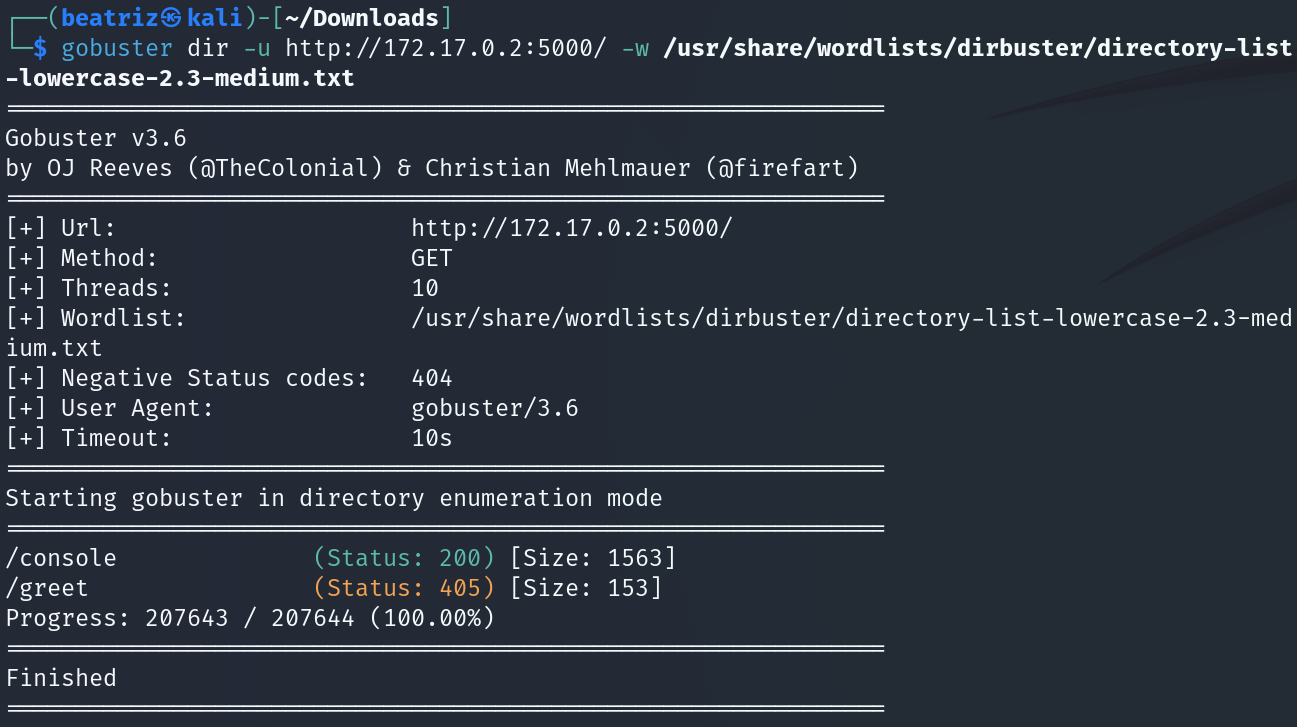 ┌──(beatriz㉿kali)-[~/Downloads]
└─$ gobuster dir -u http://172.17.0.2:5000/ -w /usr/share/wordlists/dirbuster/directory-list
-lowercase-2.3-medium.txt
===============================================================
Gobuster v3.6
by OJ Reeves (@TheColonial) & Christian Mehlmauer (@firefart)
===============================================================
[+] Url:                     http://172.17.0.2:5000/
[+] Method:                  GET
[+] Threads:                 10
[+] Wordlist:                /usr/share/wordlists/dirbuster/directory-list-lowercase-2.3-med
ium.txt
[+] Negative Status codes:   404
[+] User Agent:              gobuster/3.6
[+] Timeout:                 10s
===============================================================
Starting gobuster in directory enumeration mode
===============================================================
/console              (Status: 200) [Size: 1563]
/greet                (Status: 405) [Size: 153]
Progress: 207643 / 207644 (100.00%)
===============================================================
Finished
===============================================================